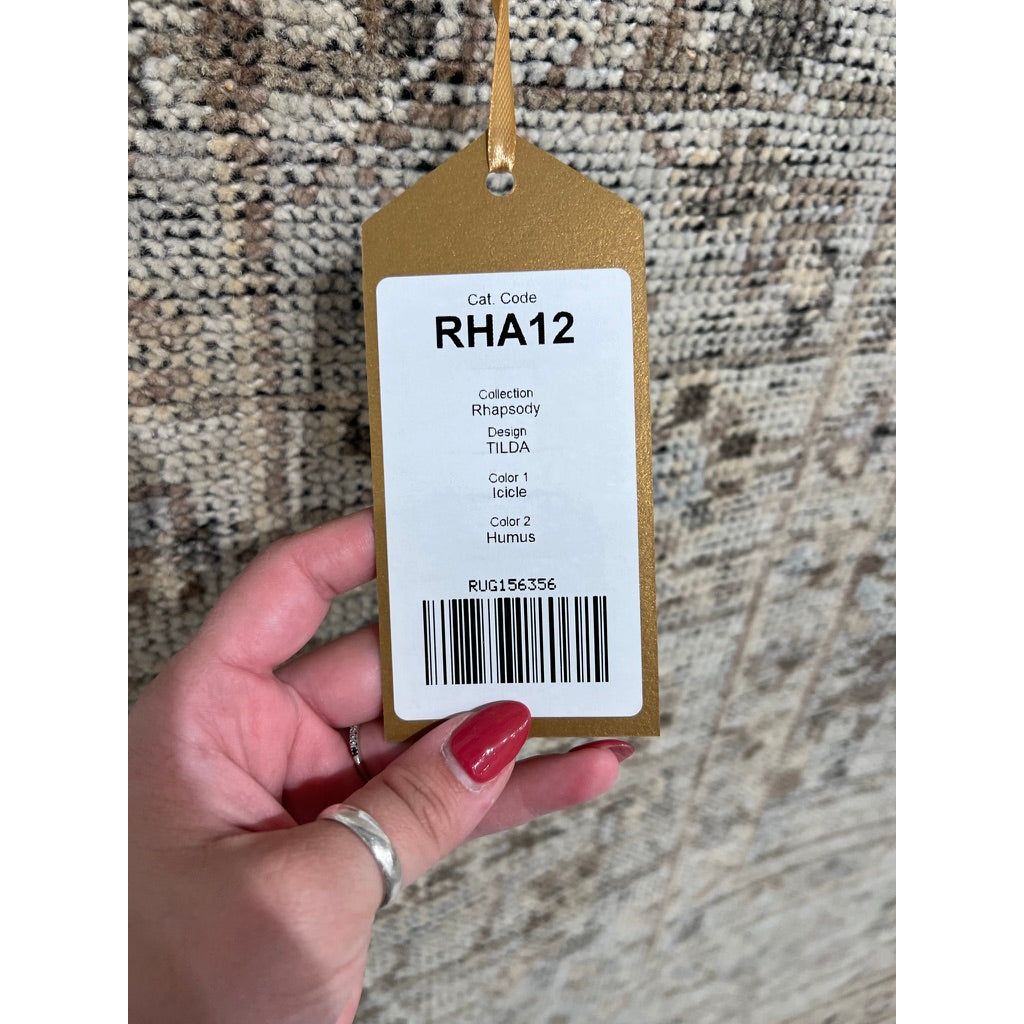 Cat. Code
RHA12
Collection
Rhapsody
Design
TILDA
Color 1
Icicle
Color 2
Humus
RUG156356